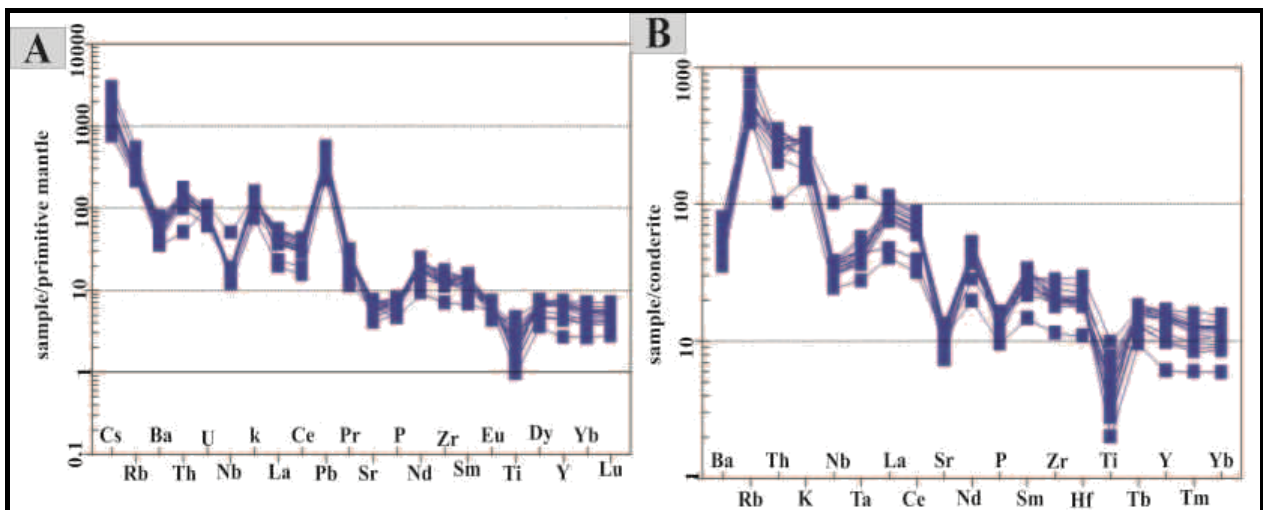 A
B
sample/primitive mantle
10000
1000
100
10
1
0.1
Cs Ba U k Ce Pr P Zr Eu Dy Yb
Rb Th Nb La Pb Sr Nd Sm Ti Y Lu
sample/conderite
1000
100
10
1
Ba Th Nb La Sr P Zr Ti Y Yb
Rb K Ta Ce Nd Sm Hf Tb Tm